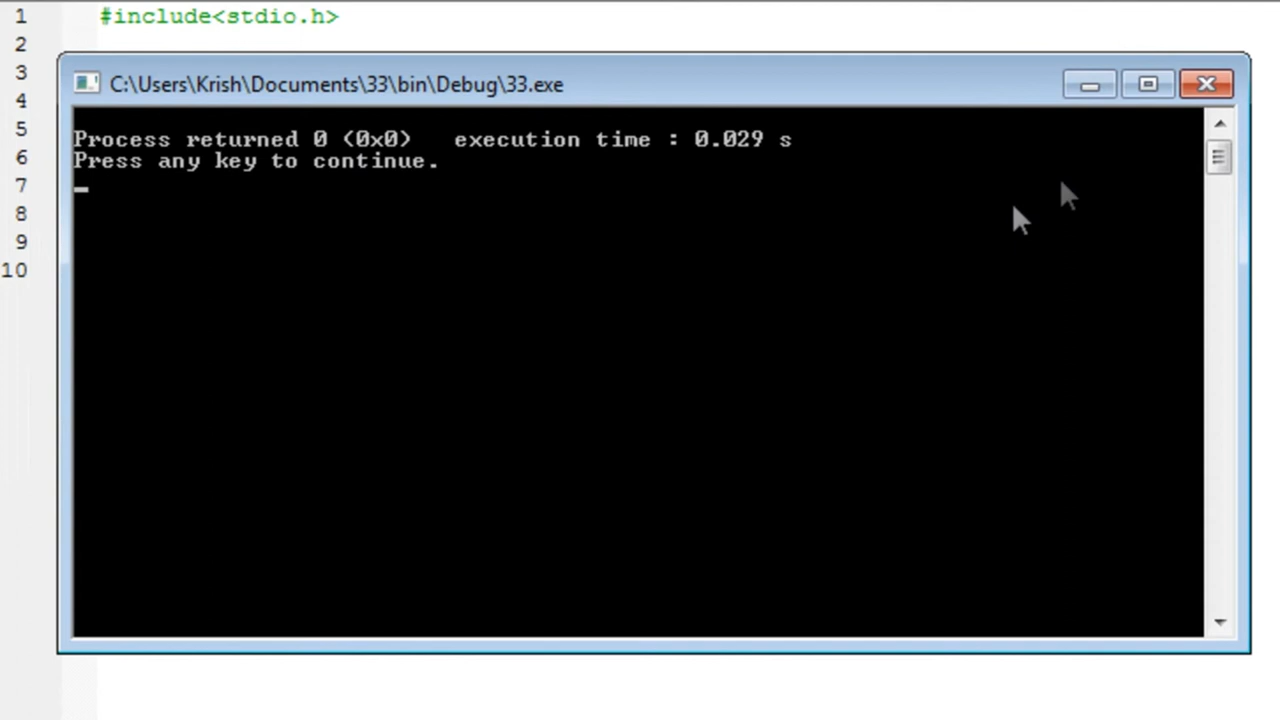 1 #include<stdio.h>
2
3
C:\Users\Krish\Documents\33\bin\Debug\33.exe
4
5
Process returned 0 (0x0)   execution time : 0.029 s
6
Press any key to continue.
7
8
9
10